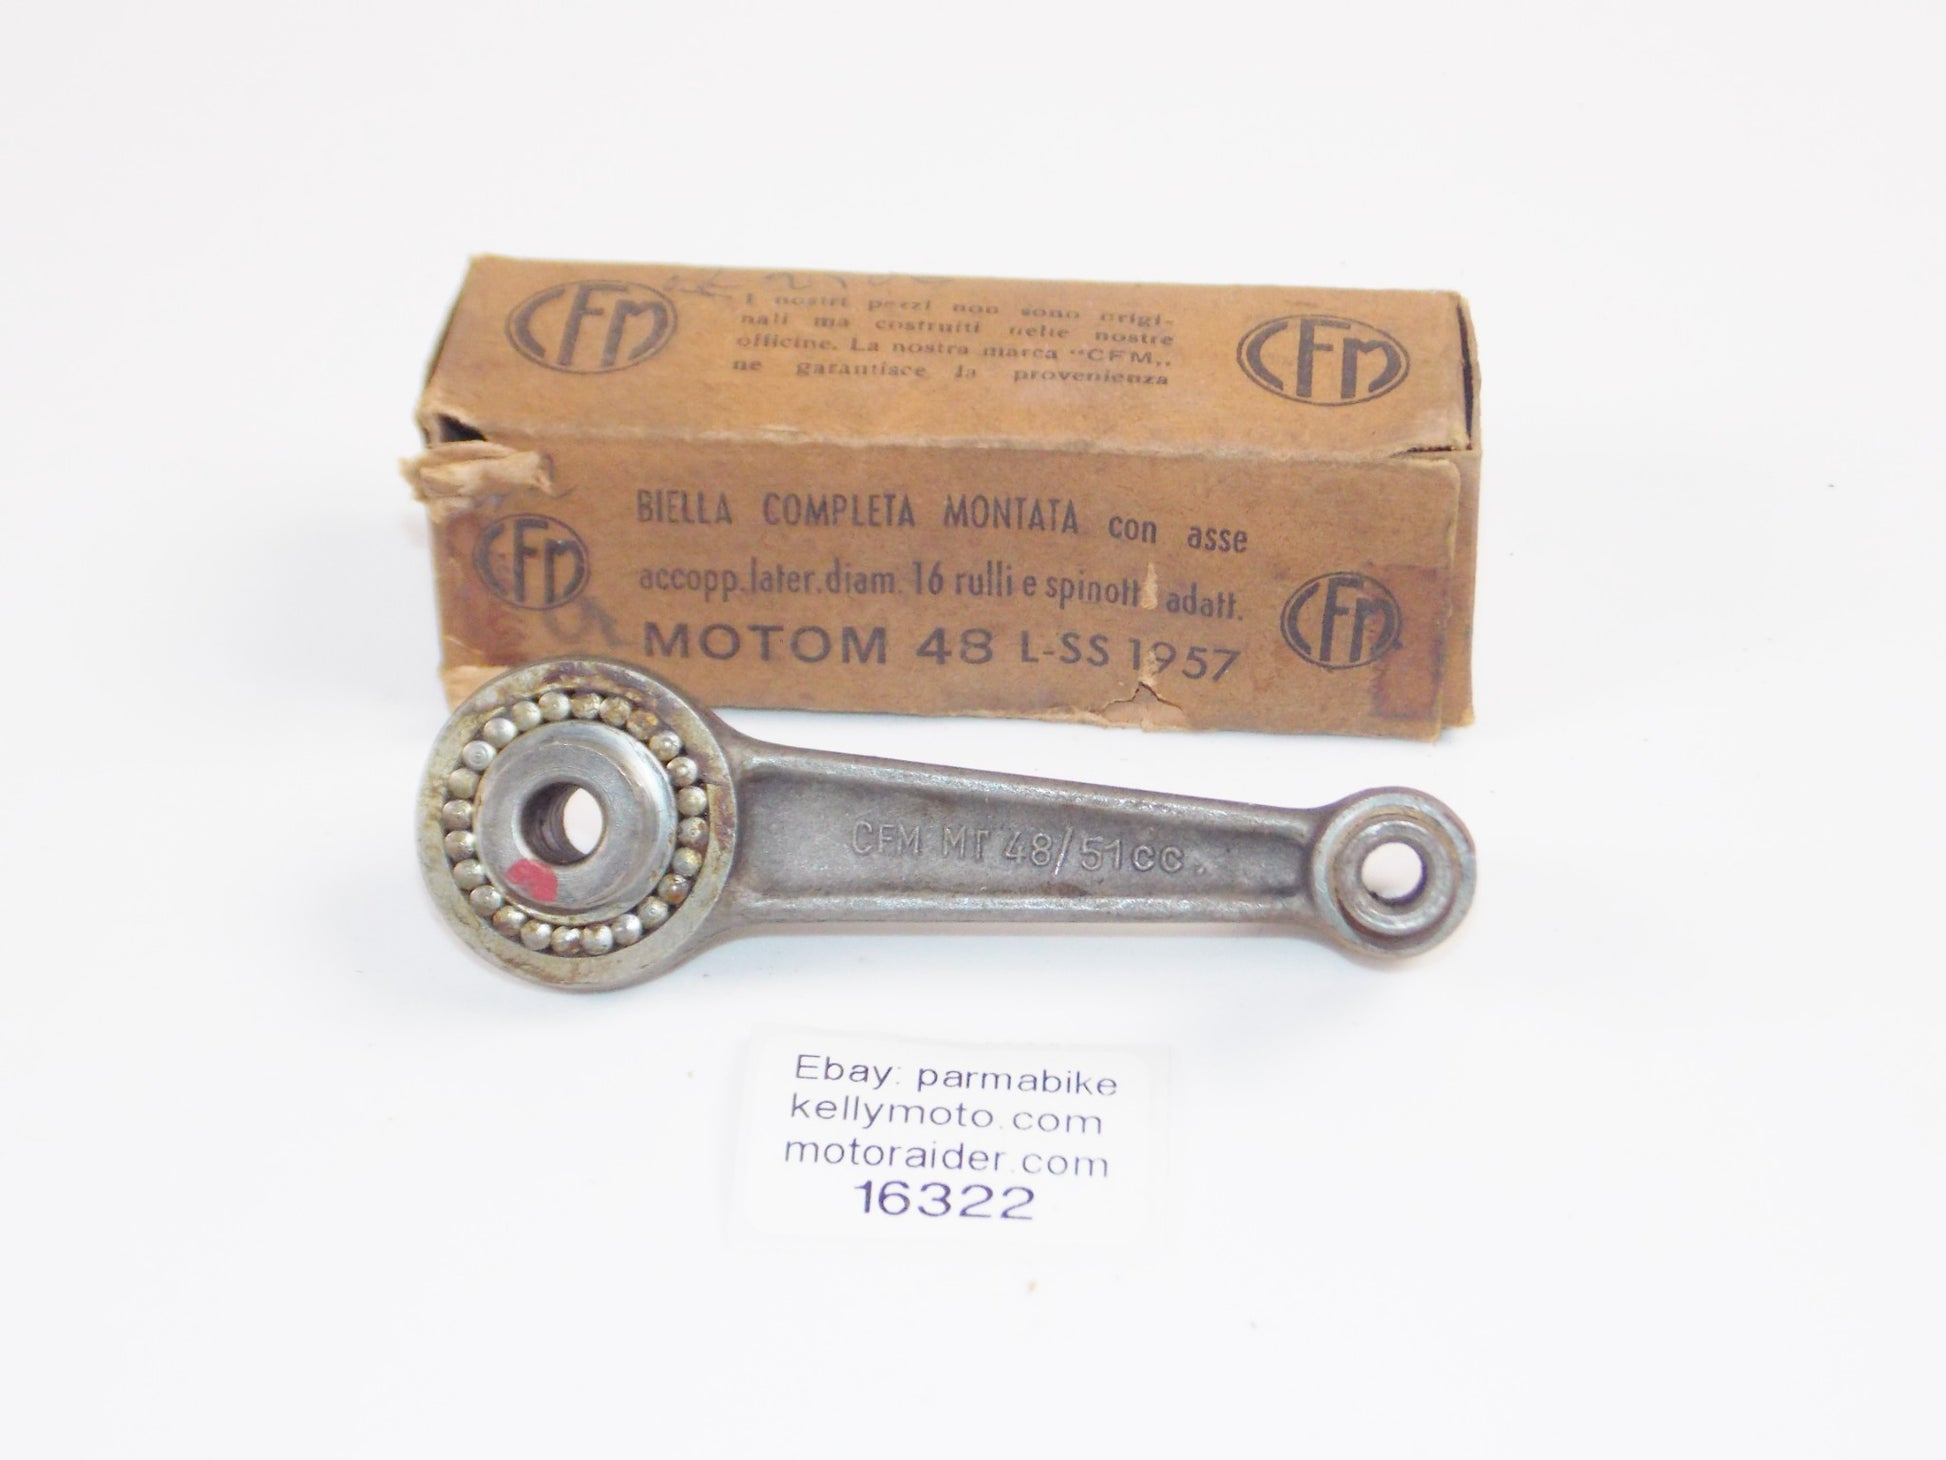 CFM
I nostri pezzi non sono origi-
nali ma costruiti nelle nostre
officine. La nostra marca "CFM,,
ne garantisce la provenienza
CFM
CFM
BIELLA COMPLETA MONTATA con asse
accopp. later. diam. 16 rulli e spinott adatt.
MOTOM 48 L-SS 1957
CFM
CFM MT 48/51cc.
Ebay: parmabike
kellymoto.com
motoraider.com
16322